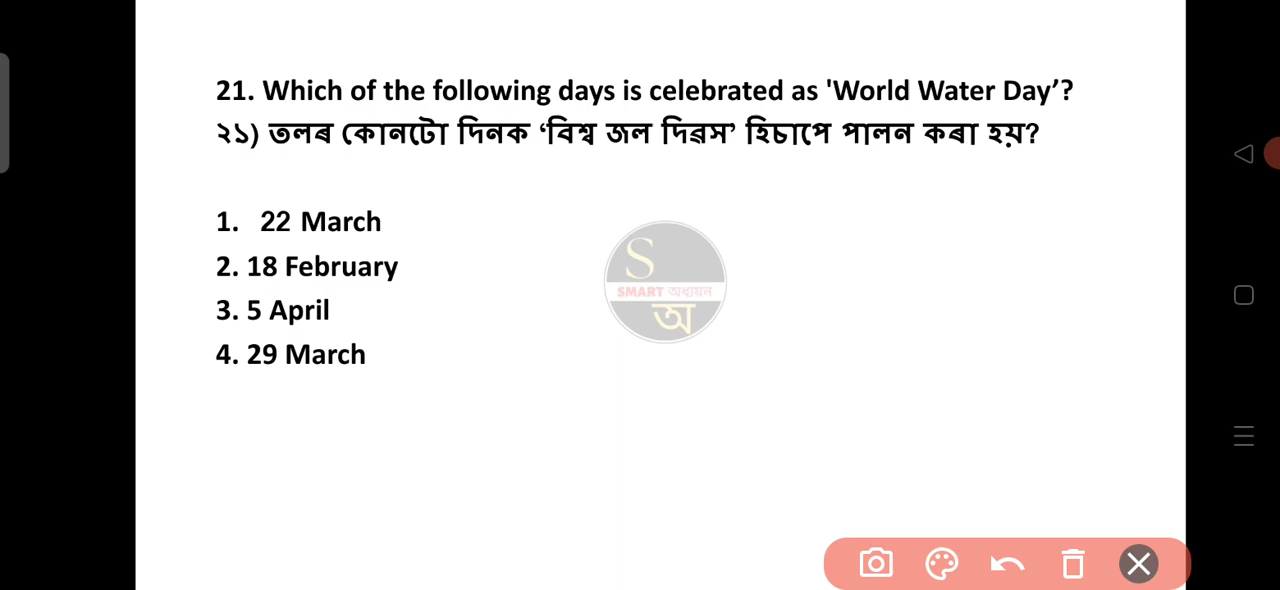 21. Which of the following days is celebrated as 'World Water Day’?
২১) তলৰ কোনটো দিনক ‘বিশ্ব জল দিৱস’ হিচাপে পালন কৰা হয়?
1. 22 March
2. 18 February
3. 5 April
4. 29 March
S
SMART অধ্যয়ন
অ